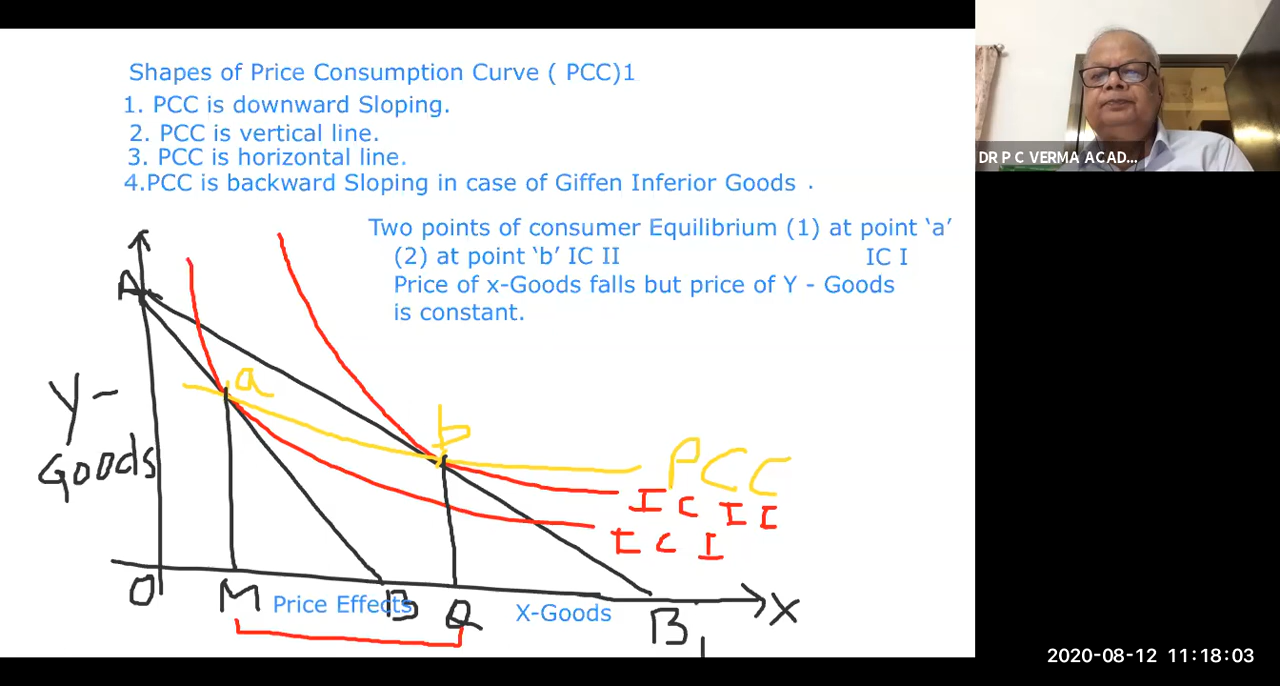 Shapes of Price Consumption Curve ( PCC)1
1. PCC is downward Sloping.
2. PCC is vertical line.
3. PCC is horizontal line.
4.PCC is backward Sloping in case of Giffen Inferior Goods .
Two points of consumer Equilibrium (1) at point ‘a’
(2) at point ‘b’ IC II IC I
Price of x-Goods falls but price of Y - Goods
is constant.
DR P C VERMA ACAD...
A
a
Y-
Goods
b
PCC
IC II
IC I
O
M
Price Effects
B
Q
X-Goods
B1
X
2020-08-12 11:18:03